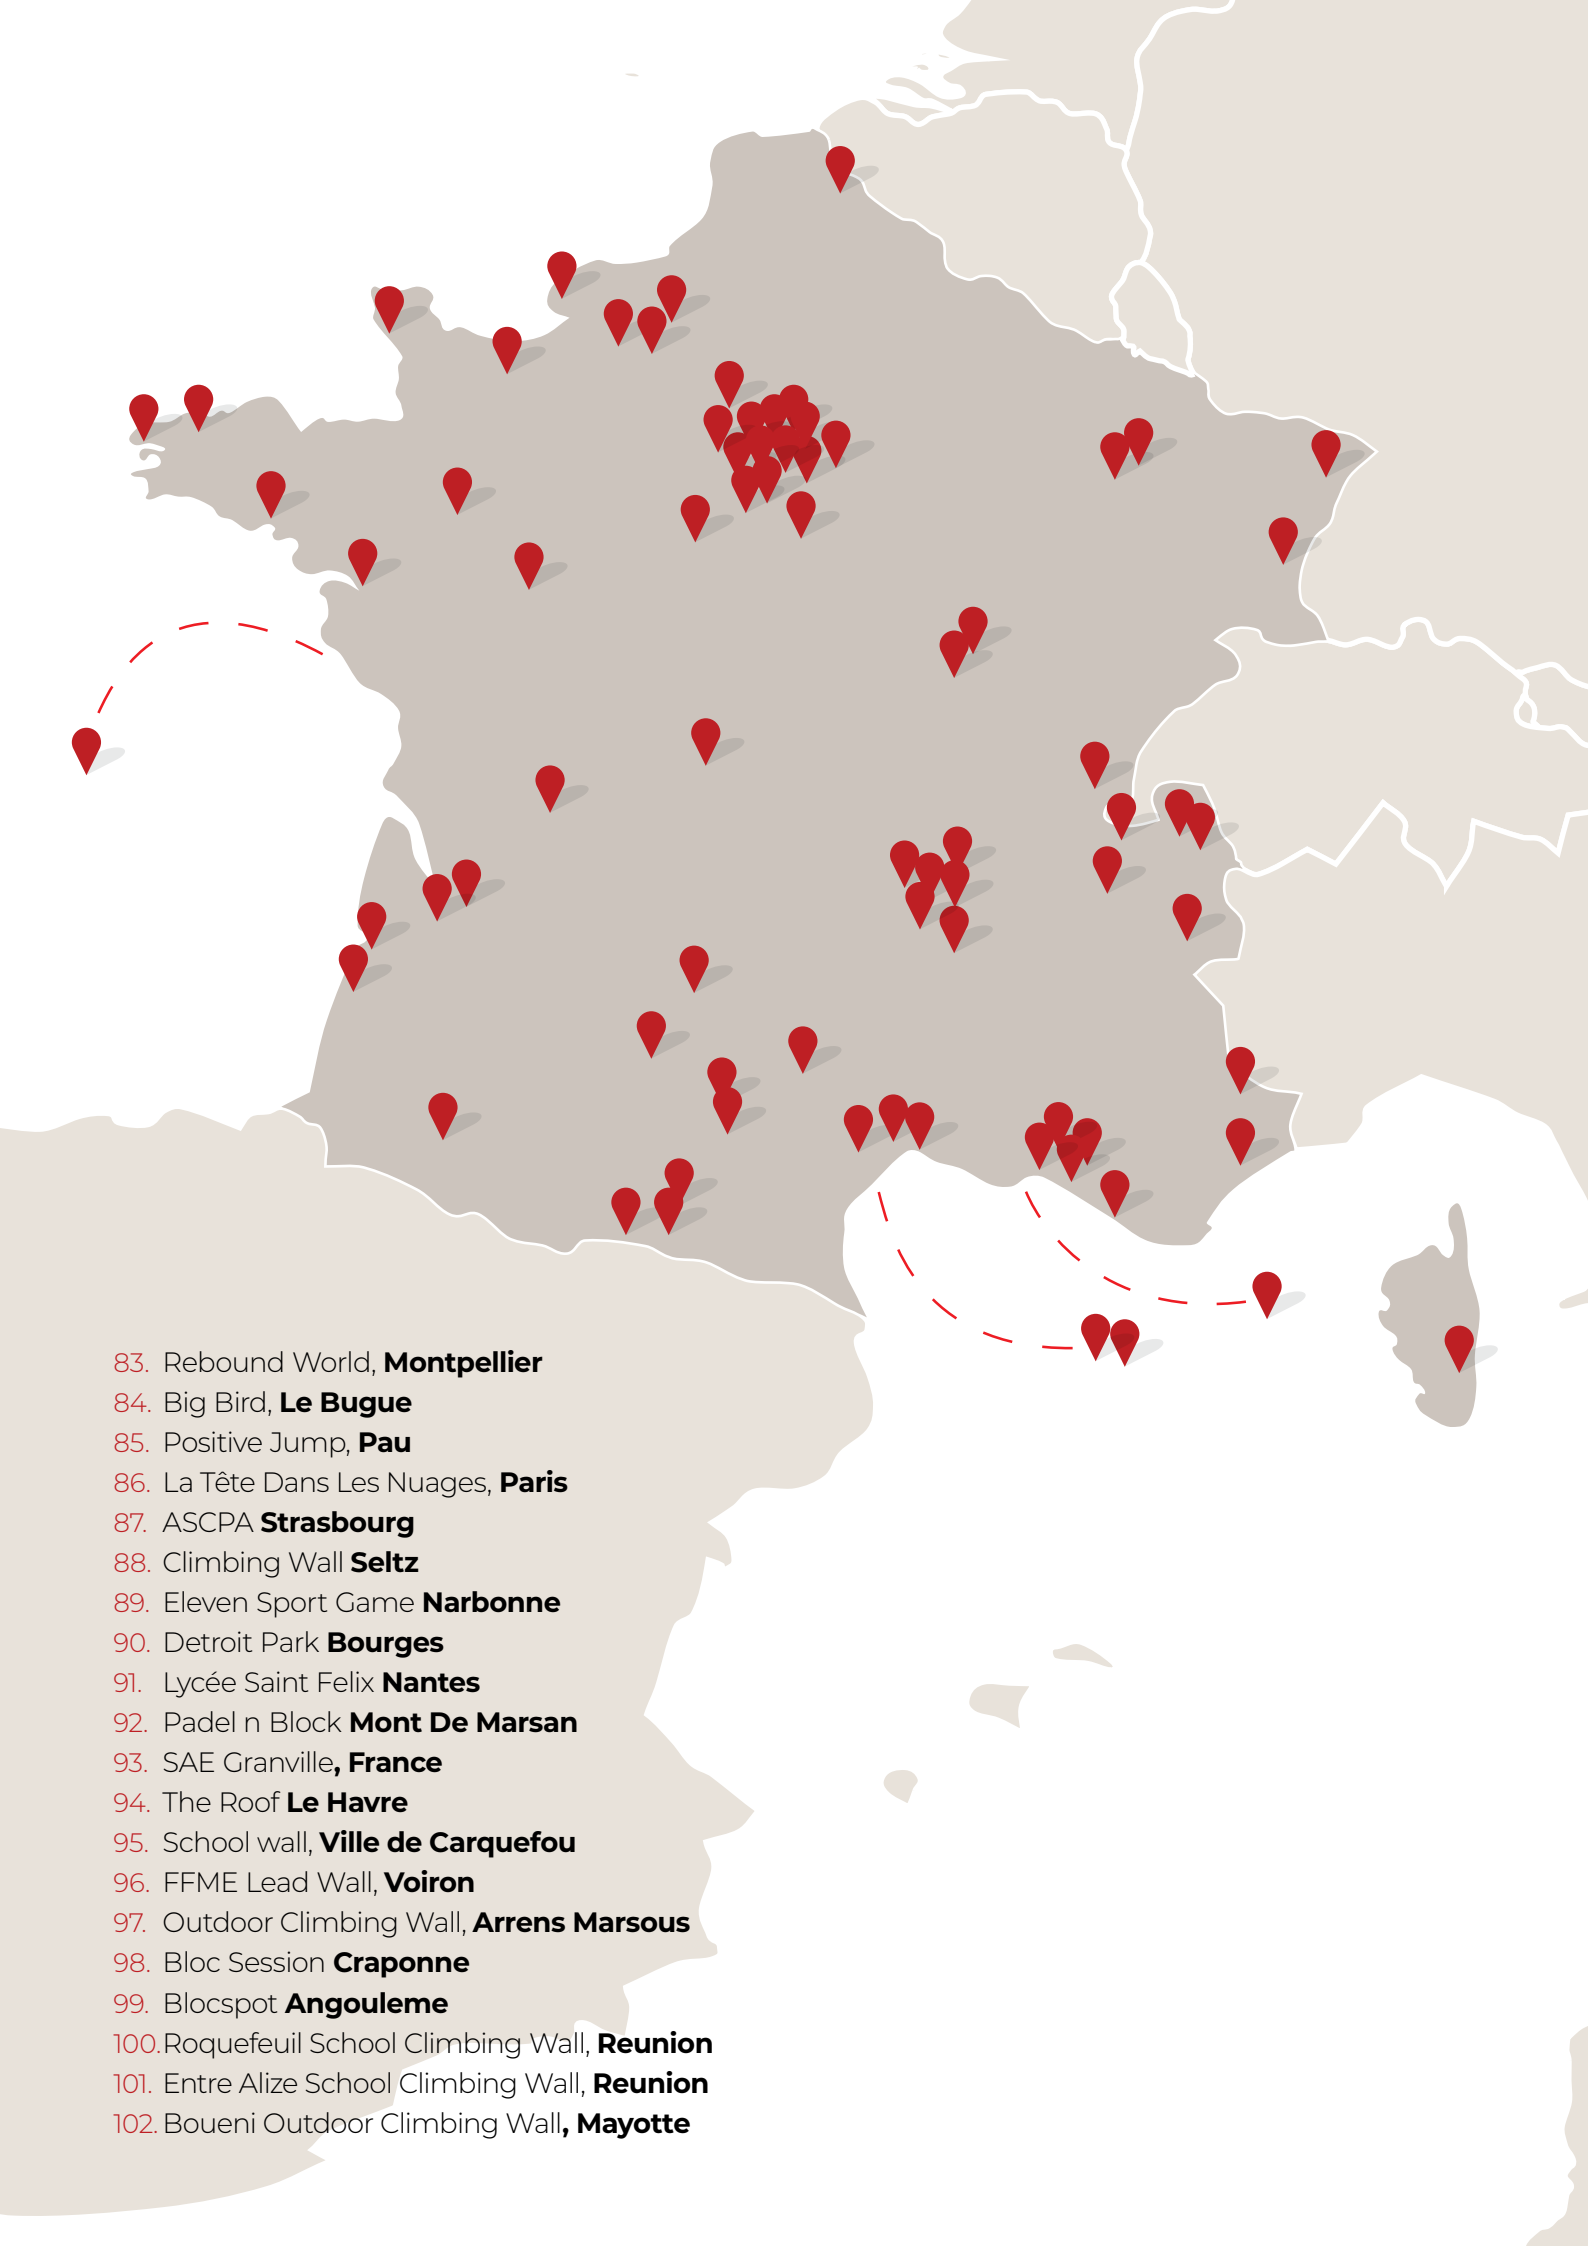 83. Rebound World, Montpellier
84. Big Bird, Le Bugue
85. Positive Jump, Pau
86. La Tête Dans Les Nuages, Paris
87. ASCPA Strasbourg
88. Climbing Wall Seltz
89. Eleven Sport Game Narbonne
90. Detroit Park Bourges
91. Lycée Saint Felix Nantes
92. Padel n Block Mont De Marsan
93. SAE Granville, France
94. The Roof Le Havre
95. School wall, Ville de Carquefou
96. FFME Lead Wall, Voiron
97. Outdoor Climbing Wall, Arrens Marsous
98. Bloc Session Craponne
99. Blocspot Angouleme
100. Roquefeuil School Climbing Wall, Reunion
101. Entre Alize School Climbing Wall, Reunion
102. Boueni Outdoor Climbing Wall, Mayotte